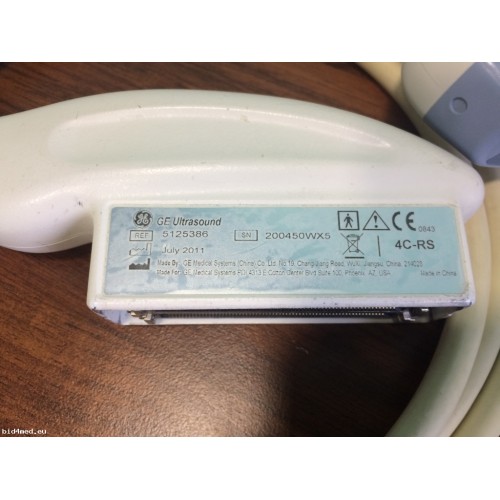 GE Ultrasound
REF 5125386 SN 200450WX5
July 2011
0843
4C-RS
Made By: GE Medical Systems (China) Co., Ltd. No.19, Changjiang Road, WuXi, Jiangsu, China, 214028
Made For: GE Medical Systems PCI/ 4313 E Cotton Center Blvd Suite 100, Phoenix, AZ, USA
Made in China
bid4med.eu